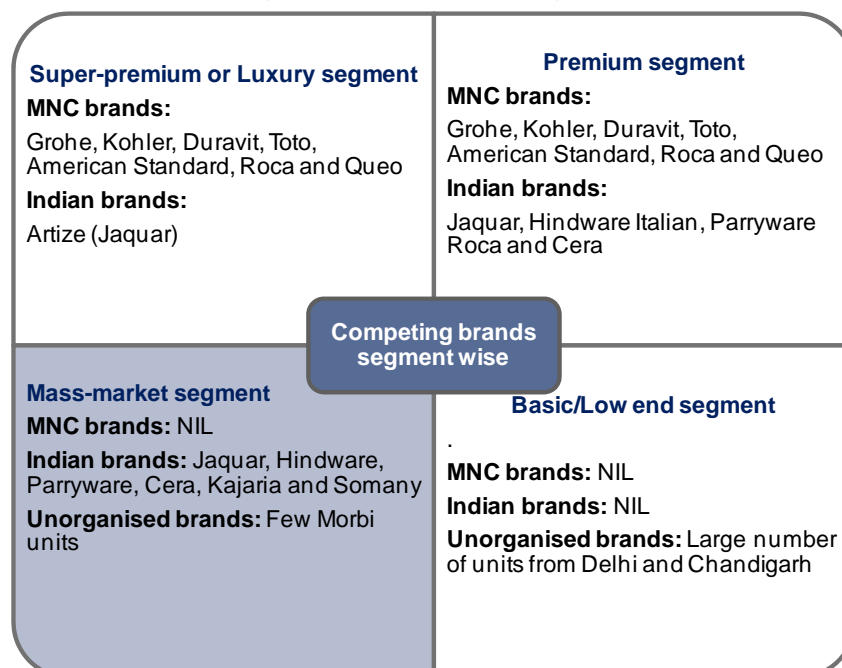 Super-premium or Luxury segment
MNC brands:
Grohe, Kohler, Duravit, Toto,
American Standard, Roca and Queo
Indian brands:
Artize (Jaquar)
Premium segment
MNC brands:
Grohe, Kohler, Duravit, Toto,
American Standard, Roca and Queo
Indian brands:
Jaquar, Hindware Italian, Parryware
Roca and Cera
Competing brands
segment wise
Mass-market segment
MNC brands: NIL
Indian brands: Jaquar, Hindware,
Parryware, Cera, Kajaria and Somany
Unorganised brands: Few Morbi
units
Basic/Low end segment
.
MNC brands: NIL
Indian brands: NIL
Unorganised brands: Large number
of units from Delhi and Chandigarh